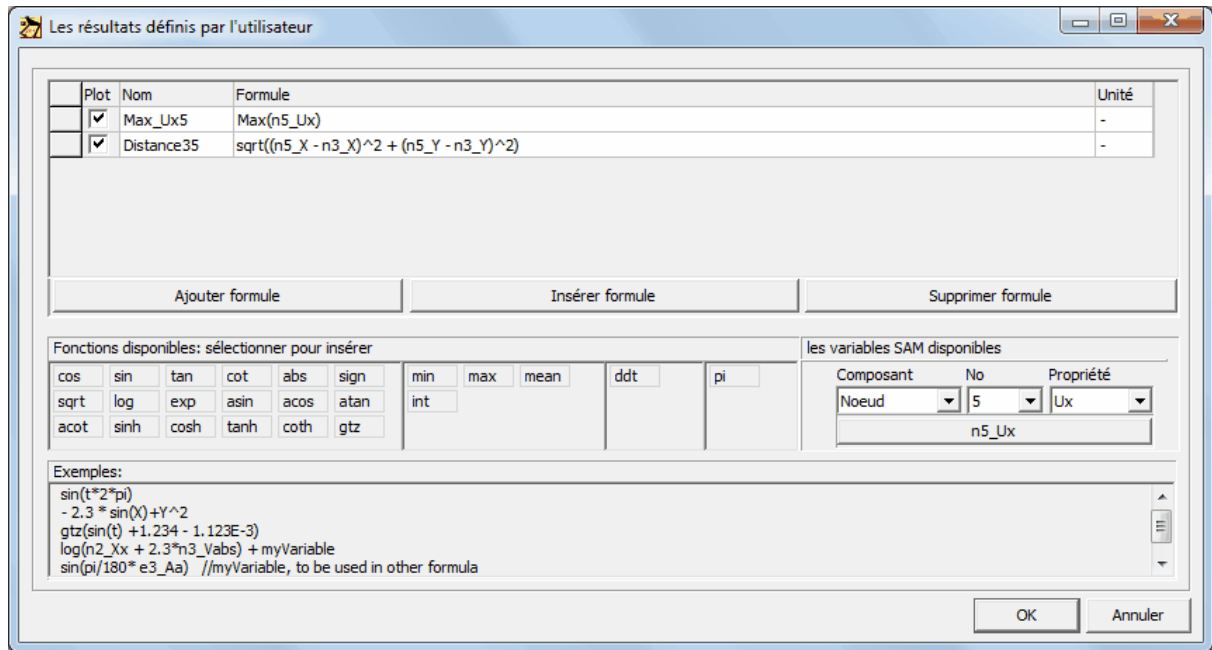 Les résultats définis par l'utilisateur
Plot Nom Formule Unité
Max_Ux5 Max(n5_Ux) -
Distance35 sqrt((n5_X - n3_X)^2 + (n5_Y - n3_Y)^2) -
Ajouter formule Insérer formule Supprimer formule
Fonctions disponibles: sélectionner pour insérer les variables SAM disponibles
cos sin tan cot abs sign min max mean ddt pi Composant No Propriété
sqrt log exp asin acos atan int Noeud 5 Ux
acot sinh cosh tanh coth gtz n5_Ux
Exemples:
sin(t*2*pi)
- 2.3 * sin(X)+Y^2
gtz(sin(t) +1.234 - 1.123E-3)
log(n2_Xx + 2.3*n3_Vabs) + myVariable
sin(pi/180* e3_Aa) //myVariable, to be used in other formula
OK Annuler